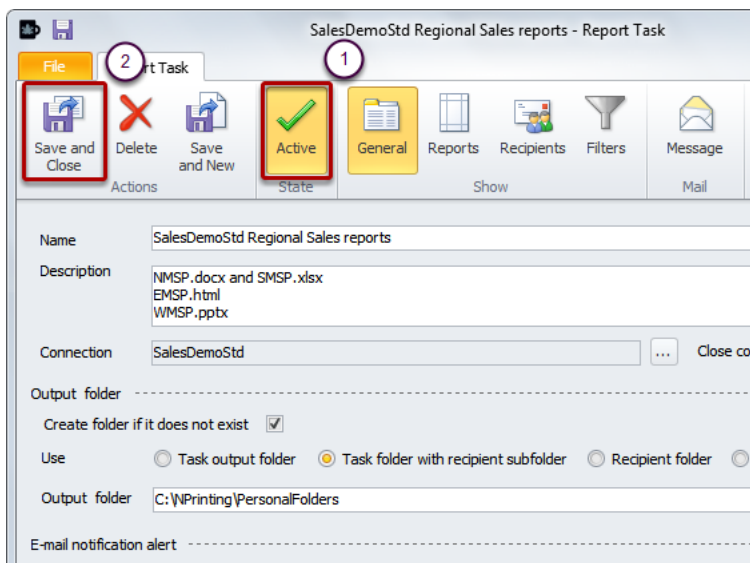 SalesDemoStd Regional Sales reports - Report Task
File
2
rt Task
1
Save and
Close
Delete
Save
and New
Active
General
Reports
Recipients
Filters
Message
Actions
State
Show
Mail
Name
SalesDemoStd Regional Sales reports
Description
NMSP.docx and SMSP.xlsx
EMSP.html
WMSP.pptx
Connection
SalesDemoStd
...
Close co
Output folder
Create folder if it does not exist
Use
Task output folder
Task folder with recipient subfolder
Recipient folder
Output folder
C:\NPrinting\PersonalFolders
E-mail notification alert